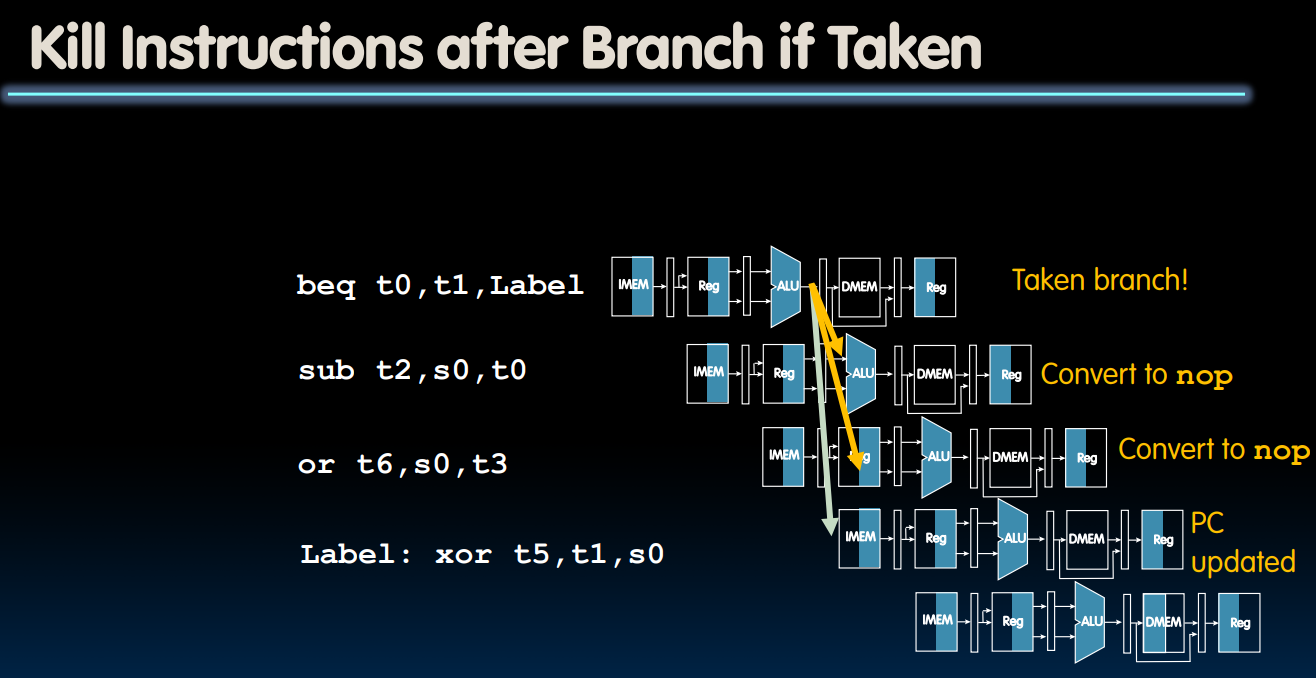 Kill Instructions after Branch if Taken
beq t0,t1,Label
IMEM Reg ALU DMEM Reg
Taken branch!
sub t2,s0,t0
IMEM Reg ALU DMEM Reg
Convert to nop
or t6,s0,t3
IMEM Reg ALU DMEM Reg
Convert to nop
Label: xor t5,t1,s0
IMEM Reg ALU DMEM Reg
PC
updated
IMEM Reg ALU DMEM Reg